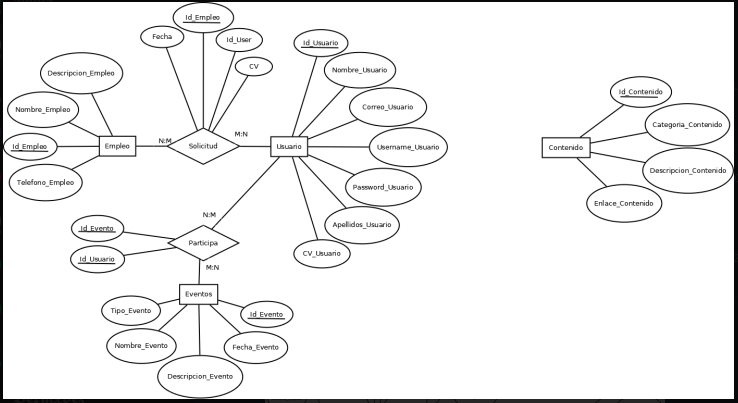 Id_Empleo
Fecha
Id_User
CV
Descripcion_Empleo
Nombre_Empleo
Id_Empleo
Telefono_Empleo
Empleo
N:M
Solicitud
M:N
Usuario
Id_Usuario
Nombre_Usuario
Correo_Usuario
Username_Usuario
Password_Usuario
Apellidos_Usuario
CV_Usuario
N:M
Id_Evento
Id_Usuario
Participa
M:N
Eventos
Tipo_Evento
Id_Evento
Nombre_Evento
Fecha_Evento
Descripcion_Evento
Contenido
Id_Contenido
Categoria_Contenido
Descripcion_Contenido
Enlace_Contenido